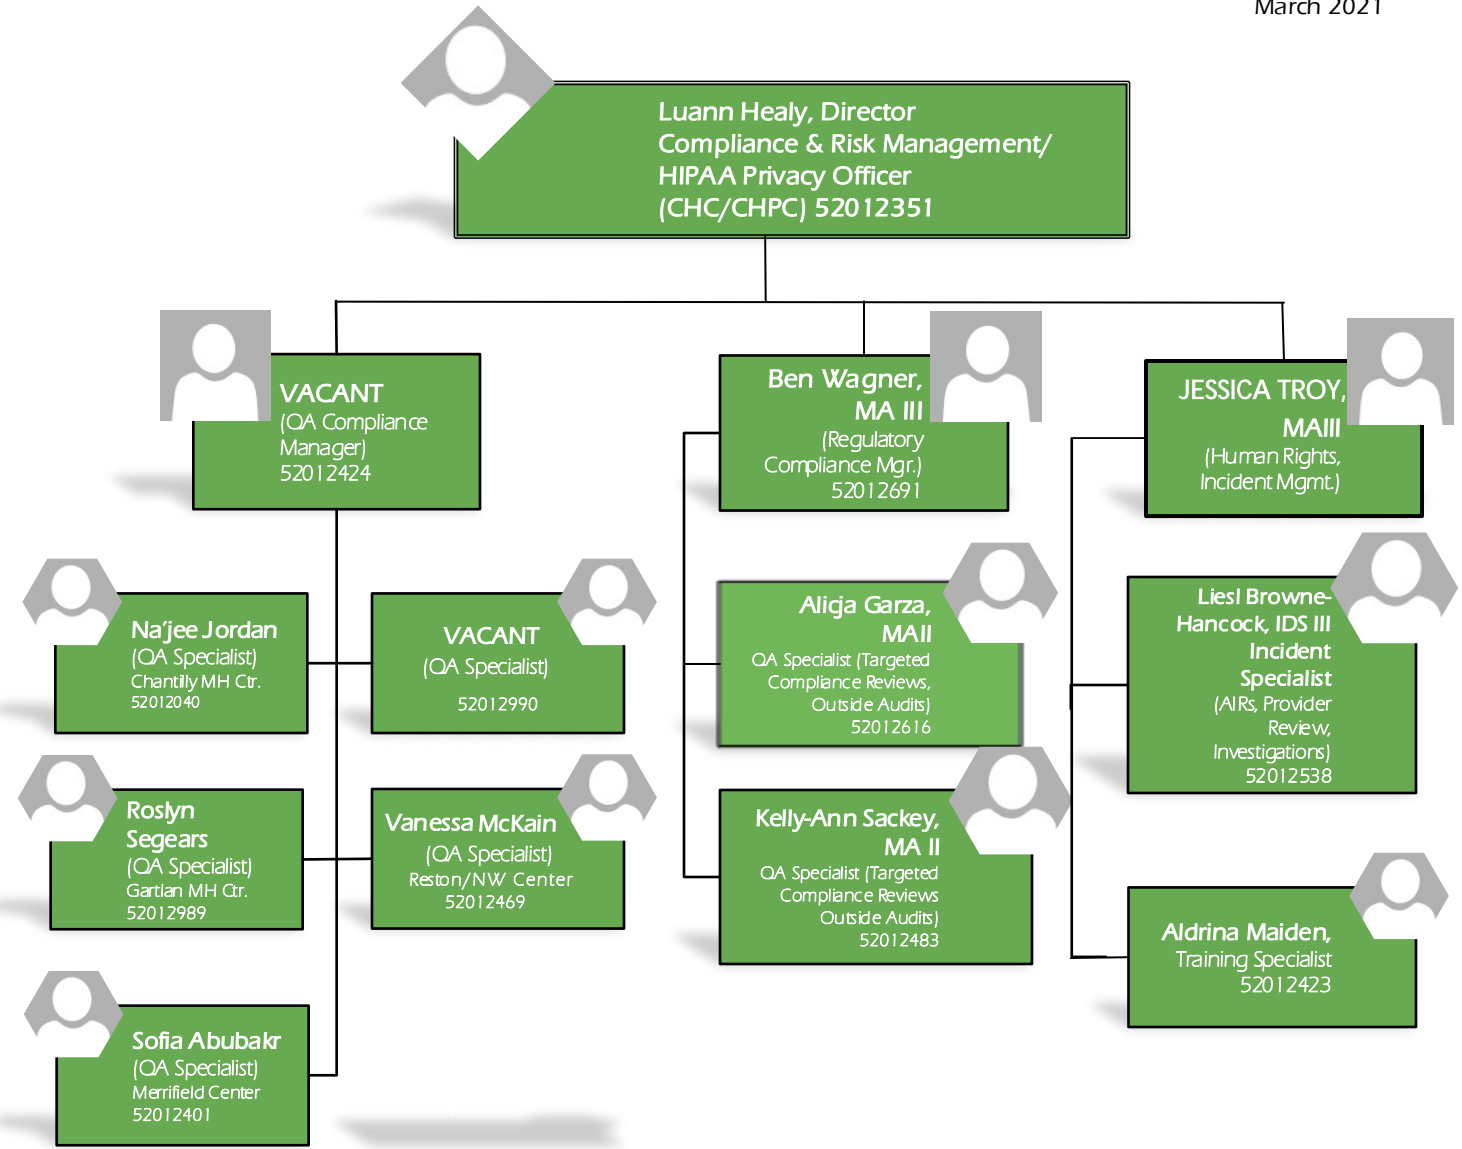 March 2021
Luann Healy, Director
Compliance & Risk Management/
HIPAA Privacy Officer
(CHC/CHPC) 52012351
VACANT
(QA Compliance
Manager)
52012424
Ben Wagner,
MA III
(Regulatory
Compliance Mgr.)
52012691
JESSICA TROY,
MAIII
(Human Rights,
Incident Mgmt.)
Na’jee Jordan
(QA Specialist)
Chantilly MH Ctr.
52012040
VACANT
(QA Specialist)
52012990
Alicja Garza,
MAII
QA Specialist (Targeted
Compliance Reviews,
Outside Audits)
52012616
Liesl Browne-
Hancock, IDS III
Incident
Specialist
(AIRs, Provider
Review,
Investigations)
52012538
Roslyn
Segears
(QA Specialist)
Gartlan MH Ctr.
52012989
Vanessa McKain
(QA Specialist)
Reston/NW Center
52012469
Kelly-Ann Sackey,
MA II
QA Specialist (Targeted
Compliance Reviews
Outside Audits)
52012483
Aldrina Maiden,
Training Specialist
52012423
Sofia Abubakr
(QA Specialist)
Merrifield Center
52012401